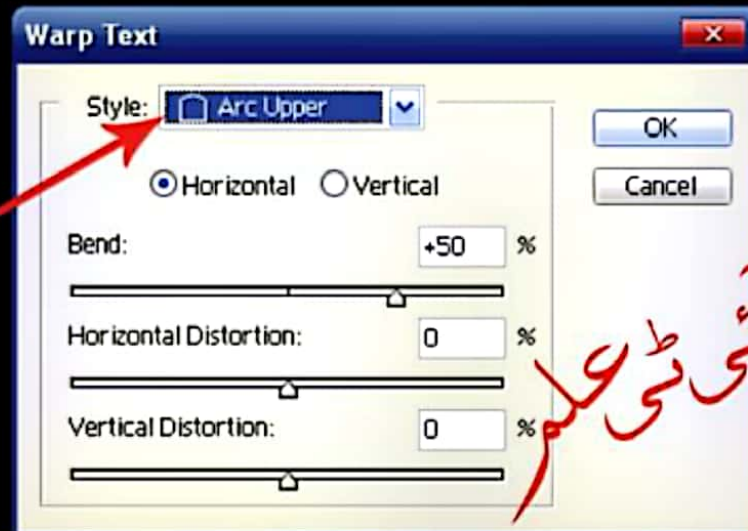 Warp Text
Style: Arc Upper
OK
Horizontal Vertical
Cancel
Bend: +50 %
Horizontal Distortion: 0 %
Vertical Distortion: 0 %
ئی ٹی علم